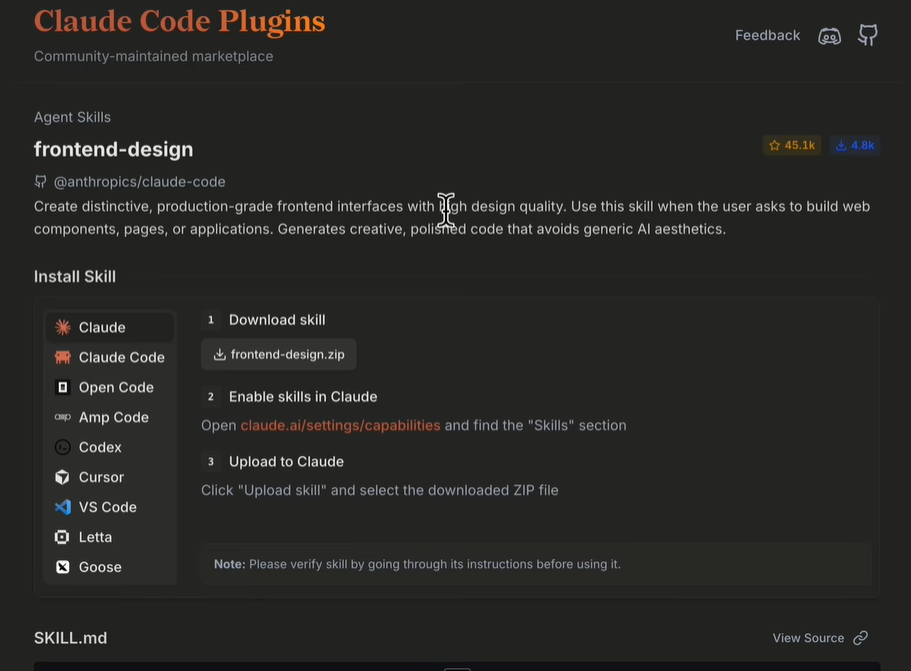 Claude Code Plugins
Community-maintained marketplace
Feedback
Agent Skills
frontend-design
45.1k
4.8k
@anthropics/claude-code
Create distinctive, production-grade frontend interfaces with high design quality. Use this skill when the user asks to build web
components, pages, or applications. Generates creative, polished code that avoids generic AI aesthetics.
Install Skill
Claude
Claude Code
Open Code
Amp Code
Codex
Cursor
VS Code
Letta
Goose
1 Download skill
frontend-design.zip
2 Enable skills in Claude
Open claude.ai/settings/capabilities and find the "Skills" section
3 Upload to Claude
Click "Upload skill" and select the downloaded ZIP file
Note: Please verify skill by going through its instructions before using it.
SKILL.md
View Source